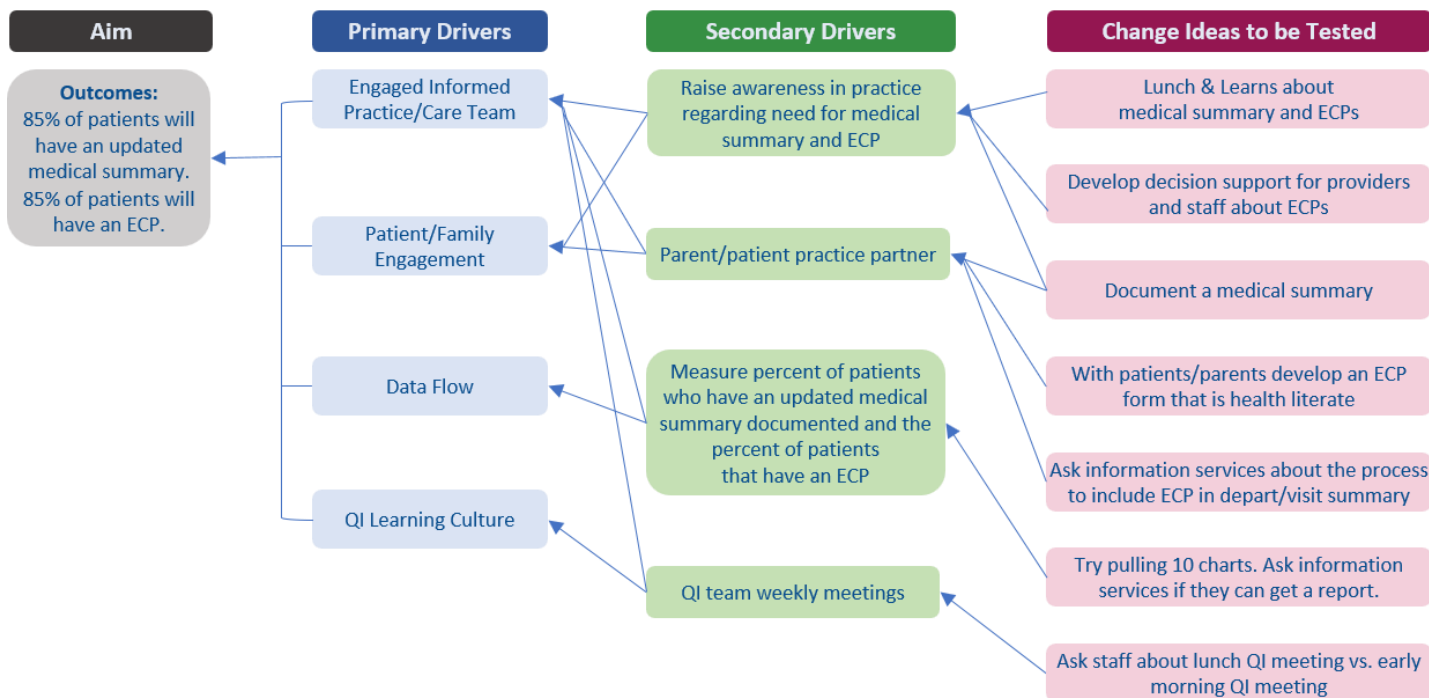 Aim
Primary Drivers
Secondary Drivers
Change Ideas to be Tested
Outcomes:
85% of patients will
have an updated
medical summary.
85% of patients will
have an ECP.
Engaged Informed
Practice/Care Team
Patient/Family
Engagement
Data Flow
QI Learning Culture
Raise awareness in practice
regarding need for medical
summary and ECP
Parent/patient practice partner
Measure percent of patients
who have an updated medical
summary documented and the
percent of patients
that have an ECP
QI team weekly meetings
Lunch & Learns about
medical summary and ECPs
Develop decision support for providers
and staff about ECPs
Document a medical summary
With patients/parents develop an ECP
form that is health literate
Ask information services about the process
to include ECP in depart/visit summary
Try pulling 10 charts. Ask information
services if they can get a report.
Ask staff about lunch QI meeting vs. early
morning QI meeting